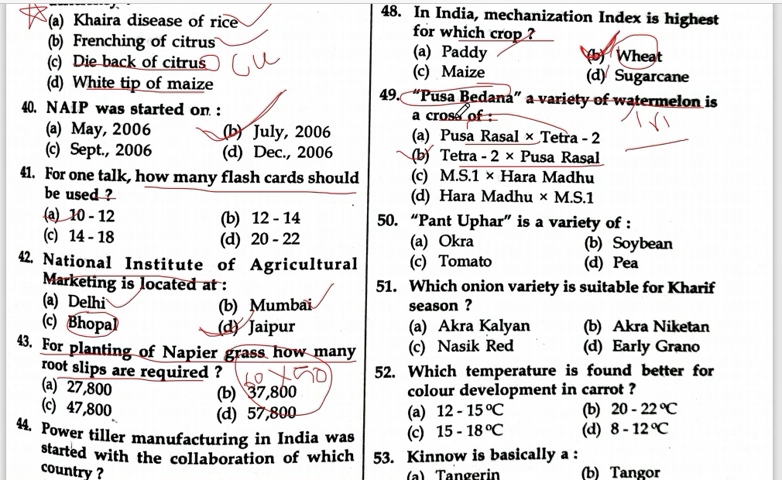 (a) Khaira disease of rice
(b) Frenching of citrus
(c) Die back of citrus Cu
(d) White tip of maize
40. NAIP was started on :
(a) May, 2006 (b) July, 2006
(c) Sept., 2006 (d) Dec., 2006
41. For one talk, how many flash cards should
be used ?
(a) 10 - 12 (b) 12 - 14
(c) 14 - 18 (d) 20 - 22
42. National Institute of Agricultural
Marketing is located at :
(a) Delhi (b) Mumbai
(c) Bhopal (d) Jaipur
43. For planting of Napier grass how many
root slips are required ?
(a) 27,800 (b) 37,800
(c) 47,800 (d) 57,800
44. Power tiller manufacturing in India was
started with the collaboration of which
country ?
48. In India, mechanization Index is highest
for which crop ?
(a) Paddy (b) Wheat
(c) Maize (d) Sugarcane
49. "Pusa Bedana" a variety of watermelon is
a cross of :
(a) Pusa Rasal × Tetra - 2
(b) Tetra - 2 × Pusa Rasal
(c) M.S.1 × Hara Madhu
(d) Hara Madhu × M.S.1
50. "Pant Uphar" is a variety of :
(a) Okra (b) Soybean
(c) Tomato (d) Pea
51. Which onion variety is suitable for Kharif
season ?
(a) Akra Kalyan (b) Akra Niketan
(c) Nasik Red (d) Early Grano
52. Which temperature is found better for
colour development in carrot ?
(a) 12 - 15°C (b) 20 - 22°C
(c) 15 - 18°C (d) 8 - 12°C
53. Kinnow is basically a :
(a) Tangerin (b) Tangor